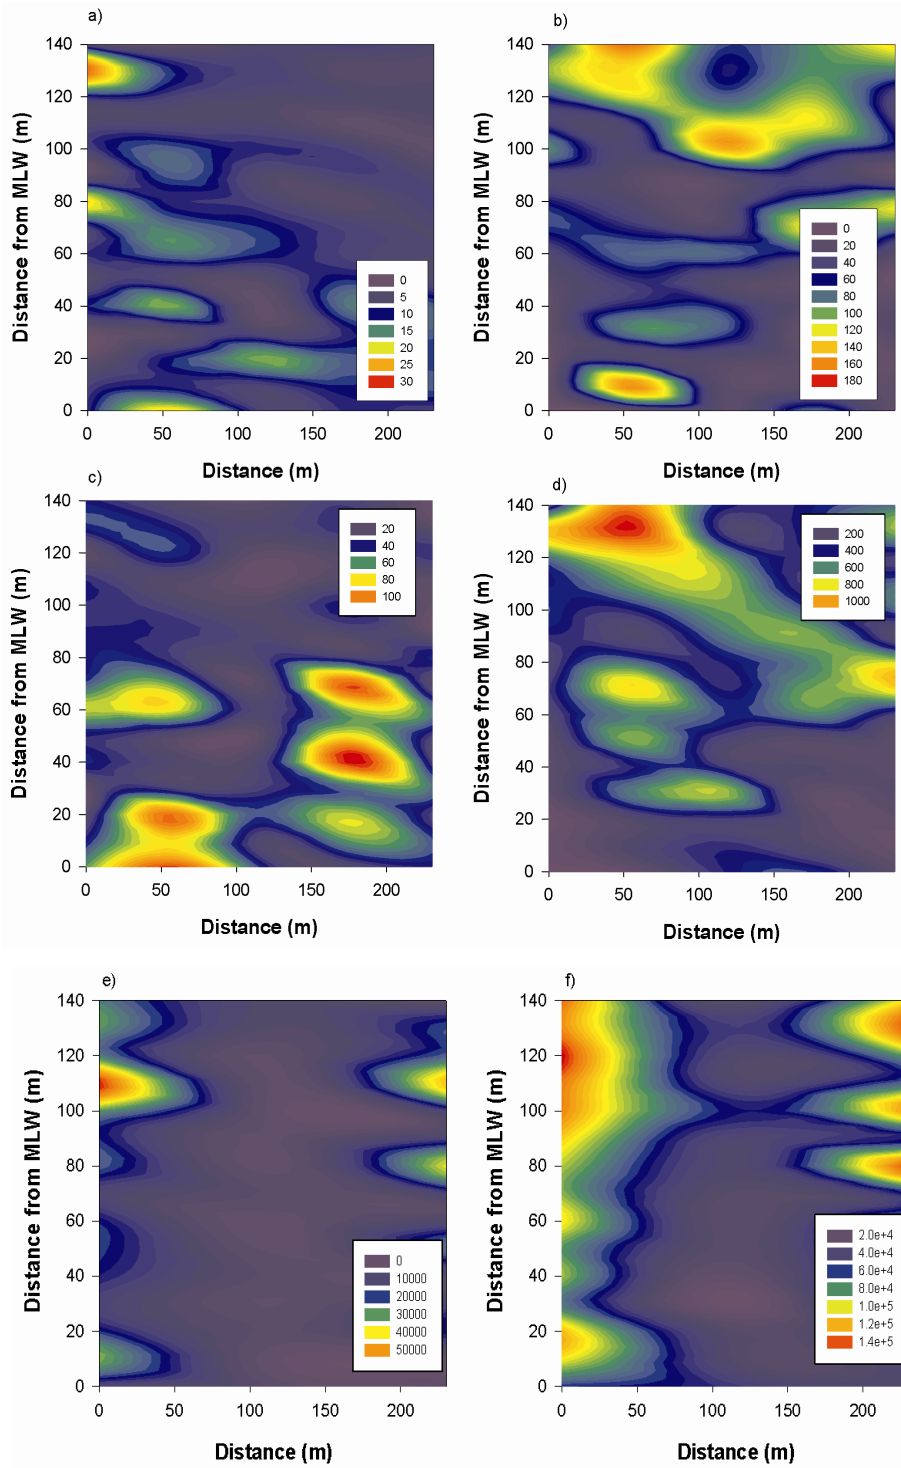 a)
140
120
100
80
60
40
20
0
0 50 100 150 200
Distance from MLW (m)
Distance (m)
0
5
10
15
20
25
30
b)
140
120
100
80
60
40
20
0
0 50 100 150 200
Distance from MLW (m)
Distance (m)
0
20
40
60
80
100
120
140
160
180
c)
140
120
100
80
60
40
20
0
0 50 100 150 200
Distance from MLW (m)
Distance (m)
20
40
60
80
100
d)
140
120
100
80
60
40
20
0
0 50 100 150 200
Distance from MLW (m)
Distance (m)
200
400
600
800
1000
e)
140
120
100
80
60
40
20
0
0 50 100 150 200
Distance from MLW (m)
Distance (m)
0
10000
20000
30000
40000
50000
f)
140
120
100
80
60
40
20
0
0 50 100 150 200
Distance from MLW (m)
Distance (m)
2.0e+4
4.0e+4
6.0e+4
8.0e+4
1.0e+5
1.2e+5
1.4e+5